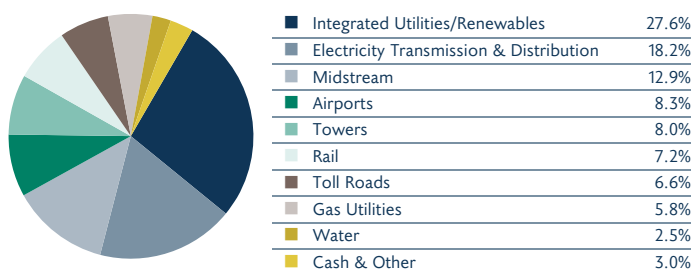 Integrated Utilities/Renewables 27.6%
Electricity Transmission & Distribution 18.2%
Midstream 12.9%
Airports 8.3%
Towers 8.0%
Rail 7.2%
Toll Roads 6.6%
Gas Utilities 5.8%
Water 2.5%
Cash & Other 3.0%